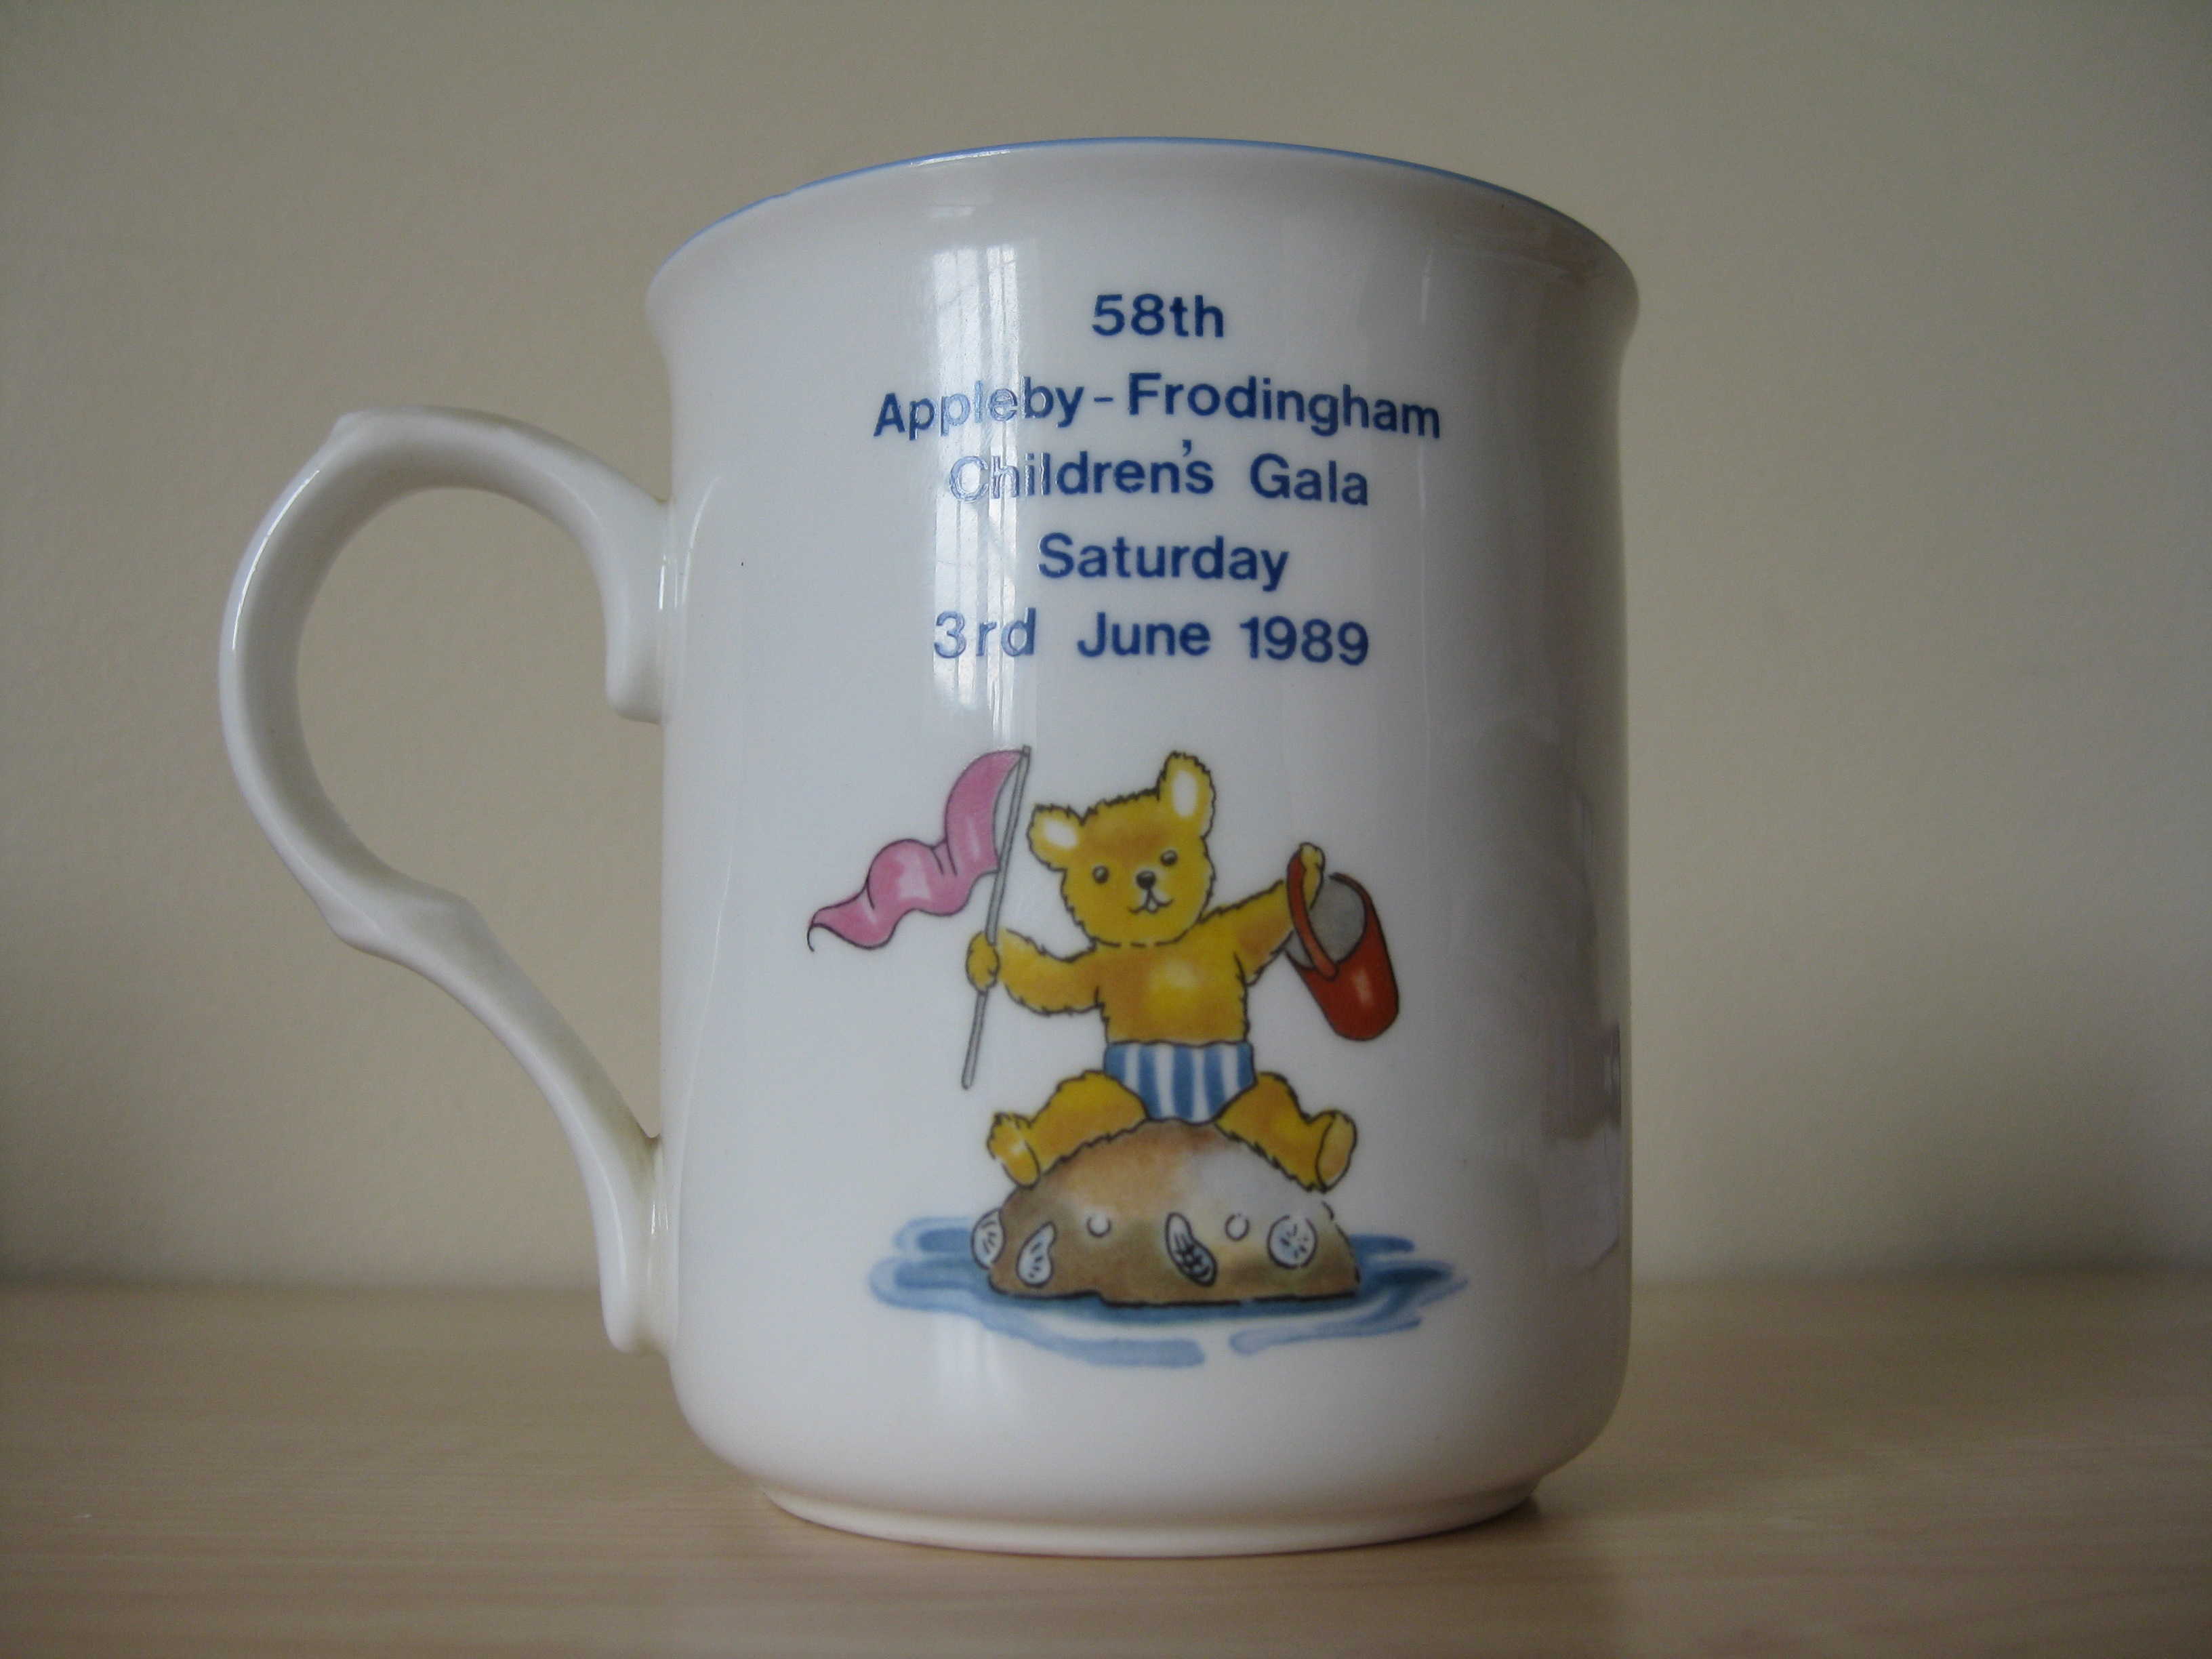 58th
Appleby-Frodingham
Children's Gala
Saturday
3rd June 1989